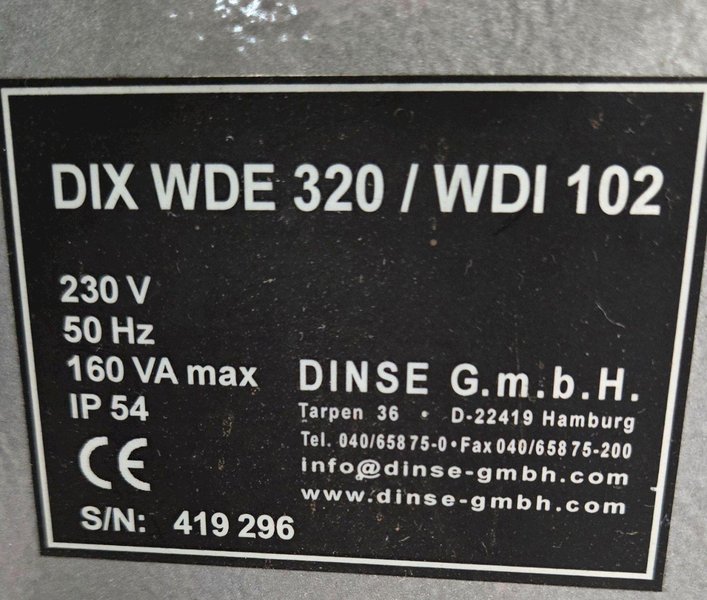 DIX WDE 320 / WDI 102
230 V
50 Hz
160 VA max
IP 54
CE
S/N: 419 296
DINSE G.m.b.H.
Tarpen 36 • D-22419 Hamburg
Tel. 040/658 75-0 • Fax 040/658 75-200
info@dinse-gmbh.com
www.dinse-gmbh.com